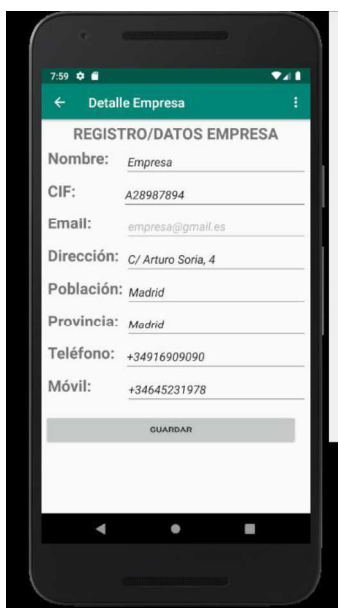 7:59
Detalle Empresa
REGISTRO/DATOS EMPRESA
Nombre: Empresa
CIF: A28987894
Email: empresa@gmail.es
Dirección: C/ Arturo Soria, 4
Población: Madrid
Provincia: Madrid
Teléfono: +34916909090
Móvil: +34645231978
GUARDAR